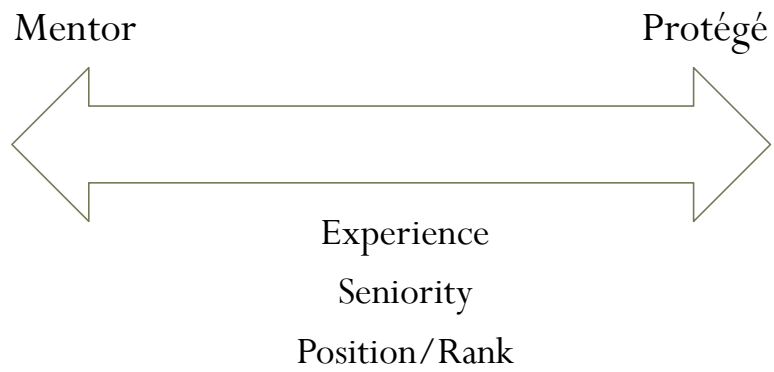 Mentor
Protégé
Experience
Seniority
Position/Rank